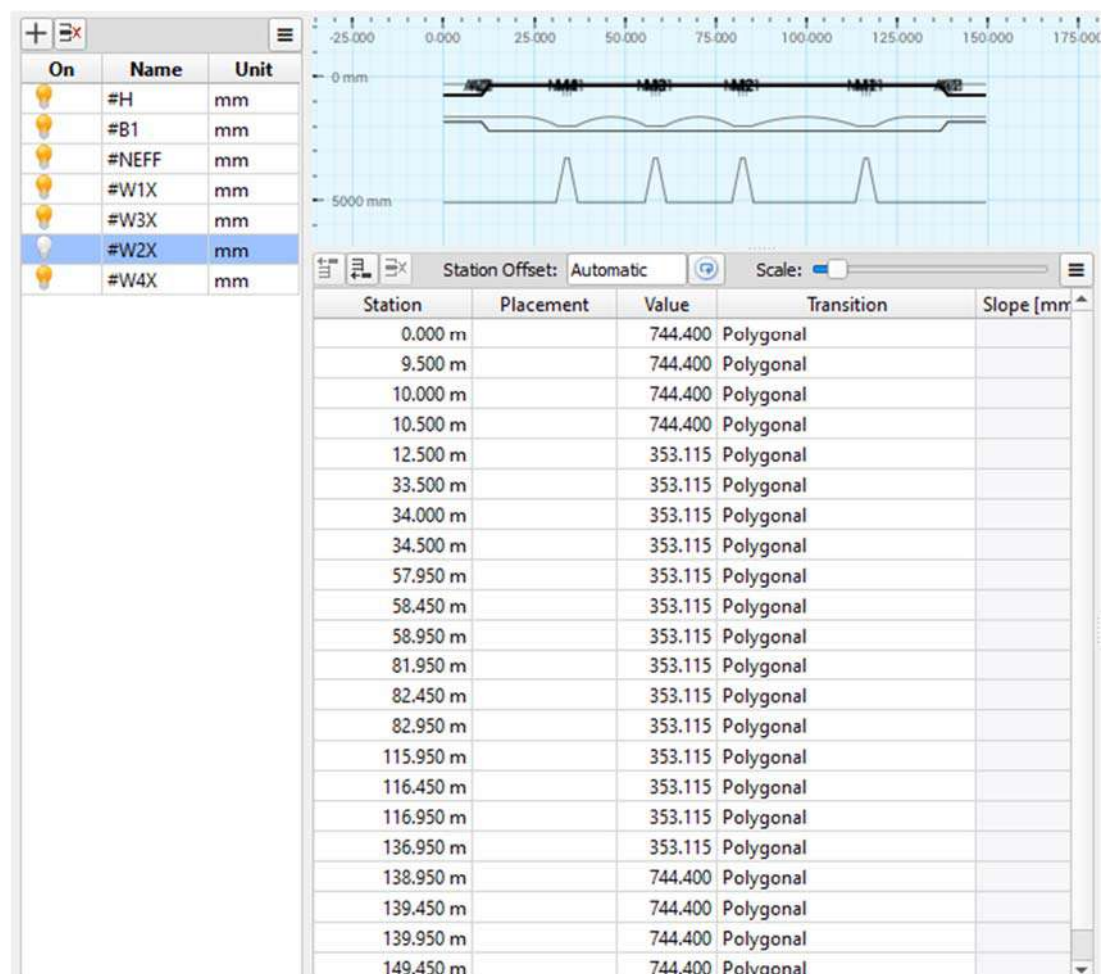 On Name Unit
#H mm
#B1 mm
#NEFF mm
#W1X mm
#W3X mm
#W2X mm
#W4X mm
-25.000 0.000 25.000 50.000 75.000 100.000 125.000 150.000 175.000
0 mm
5000 mm
Station Offset: Automatic Scale:
Station Placement Value Transition Slope [mm
0.000 m 744.400 Polygonal
9.500 m 744.400 Polygonal
10.000 m 744.400 Polygonal
10.500 m 744.400 Polygonal
12.500 m 353.115 Polygonal
33.500 m 353.115 Polygonal
34.000 m 353.115 Polygonal
34.500 m 353.115 Polygonal
57.950 m 353.115 Polygonal
58.450 m 353.115 Polygonal
58.950 m 353.115 Polygonal
81.950 m 353.115 Polygonal
82.450 m 353.115 Polygonal
82.950 m 353.115 Polygonal
115.950 m 353.115 Polygonal
116.450 m 353.115 Polygonal
116.950 m 353.115 Polygonal
136.950 m 353.115 Polygonal
138.950 m 744.400 Polygonal
139.450 m 744.400 Polygonal
139.950 m 744.400 Polygonal
149.450 m 744.400 Polygonal